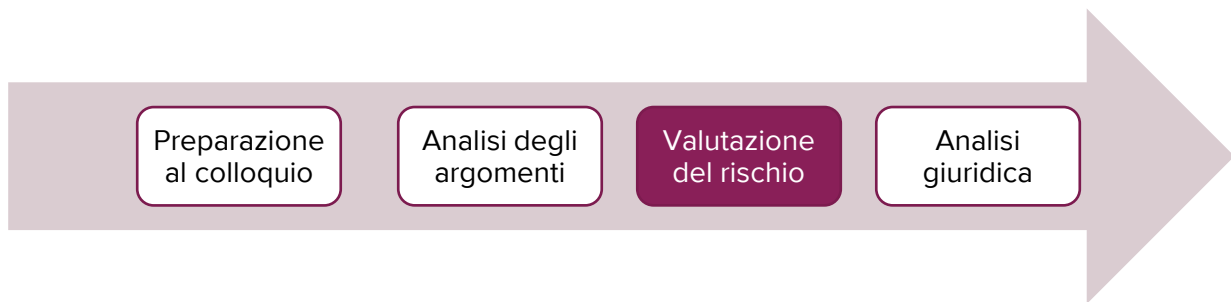 Preparazione
al colloquio
Analisi degli
argomenti
Valutazione
del rischio
Analisi
giuridica